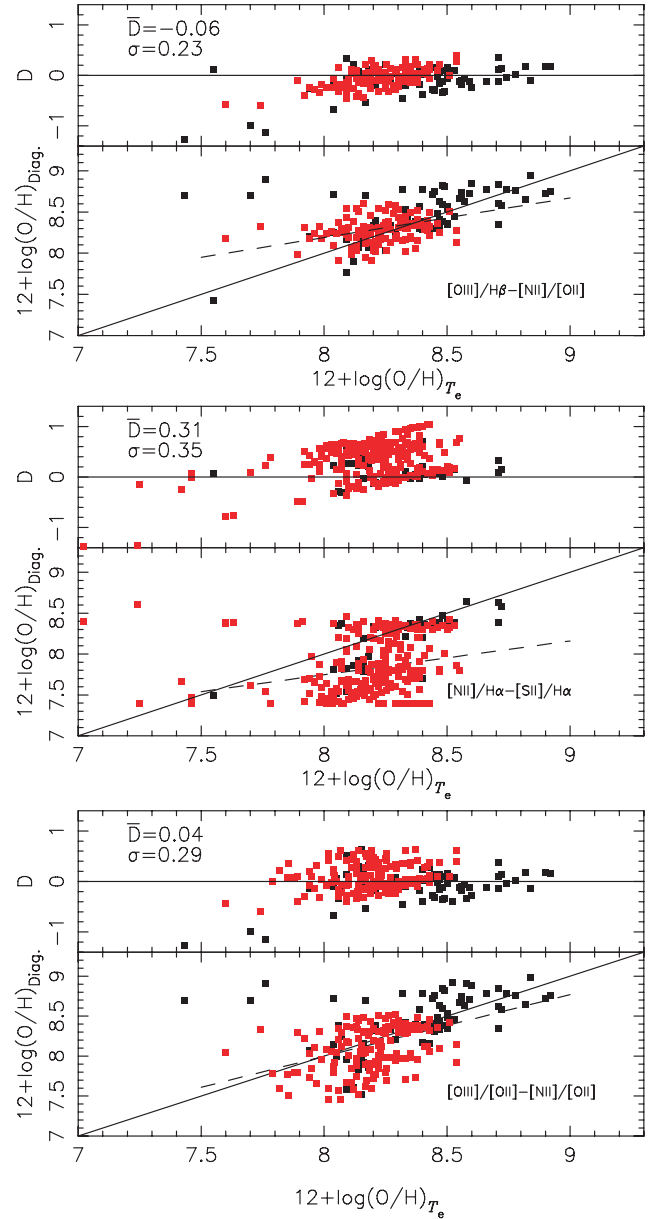 D̅=−0.06
σ=0.23
1
0
−1
D
9
8.5
8
7.5
7
12+log(O/H)Diag.
[OIII]/Hβ−[NII]/[OII]
7 7.5 8 8.5 9
12+log(O/H)Te
D̅=0.31
σ=0.35
1
0
−1
D
9
8.5
8
7.5
7
12+log(O/H)Diag.
[NII]/Hα−[SII]/Hα
7 7.5 8 8.5 9
12+log(O/H)Te
D̅=0.04
σ=0.29
1
0
−1
D
9
8.5
8
7.5
7
12+log(O/H)Diag.
[OIII]/[OII]−[NII]/[OII]
7 7.5 8 8.5 9
12+log(O/H)Te